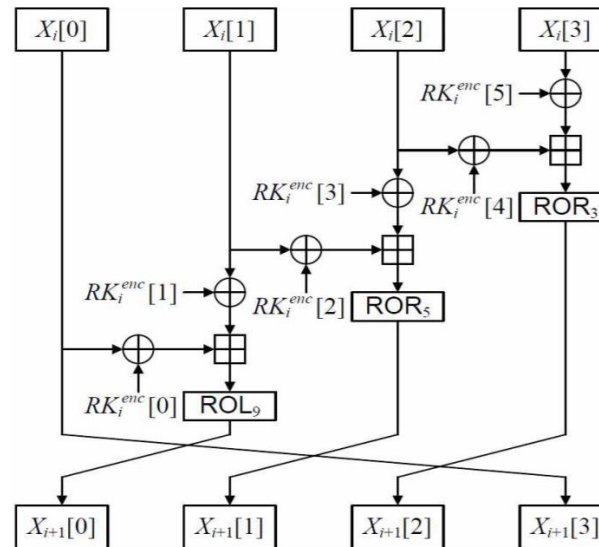 X_i[0] X_i[1] X_i[2] X_i[3]
RK_i^{enc}[5]
RK_i^{enc}[3] RK_i^{enc}[4] ROR_3
RK_i^{enc}[1] RK_i^{enc}[2] ROR_5
RK_i^{enc}[0] ROL_9
X_{i+1}[0] X_{i+1}[1] X_{i+1}[2] X_{i+1}[3]